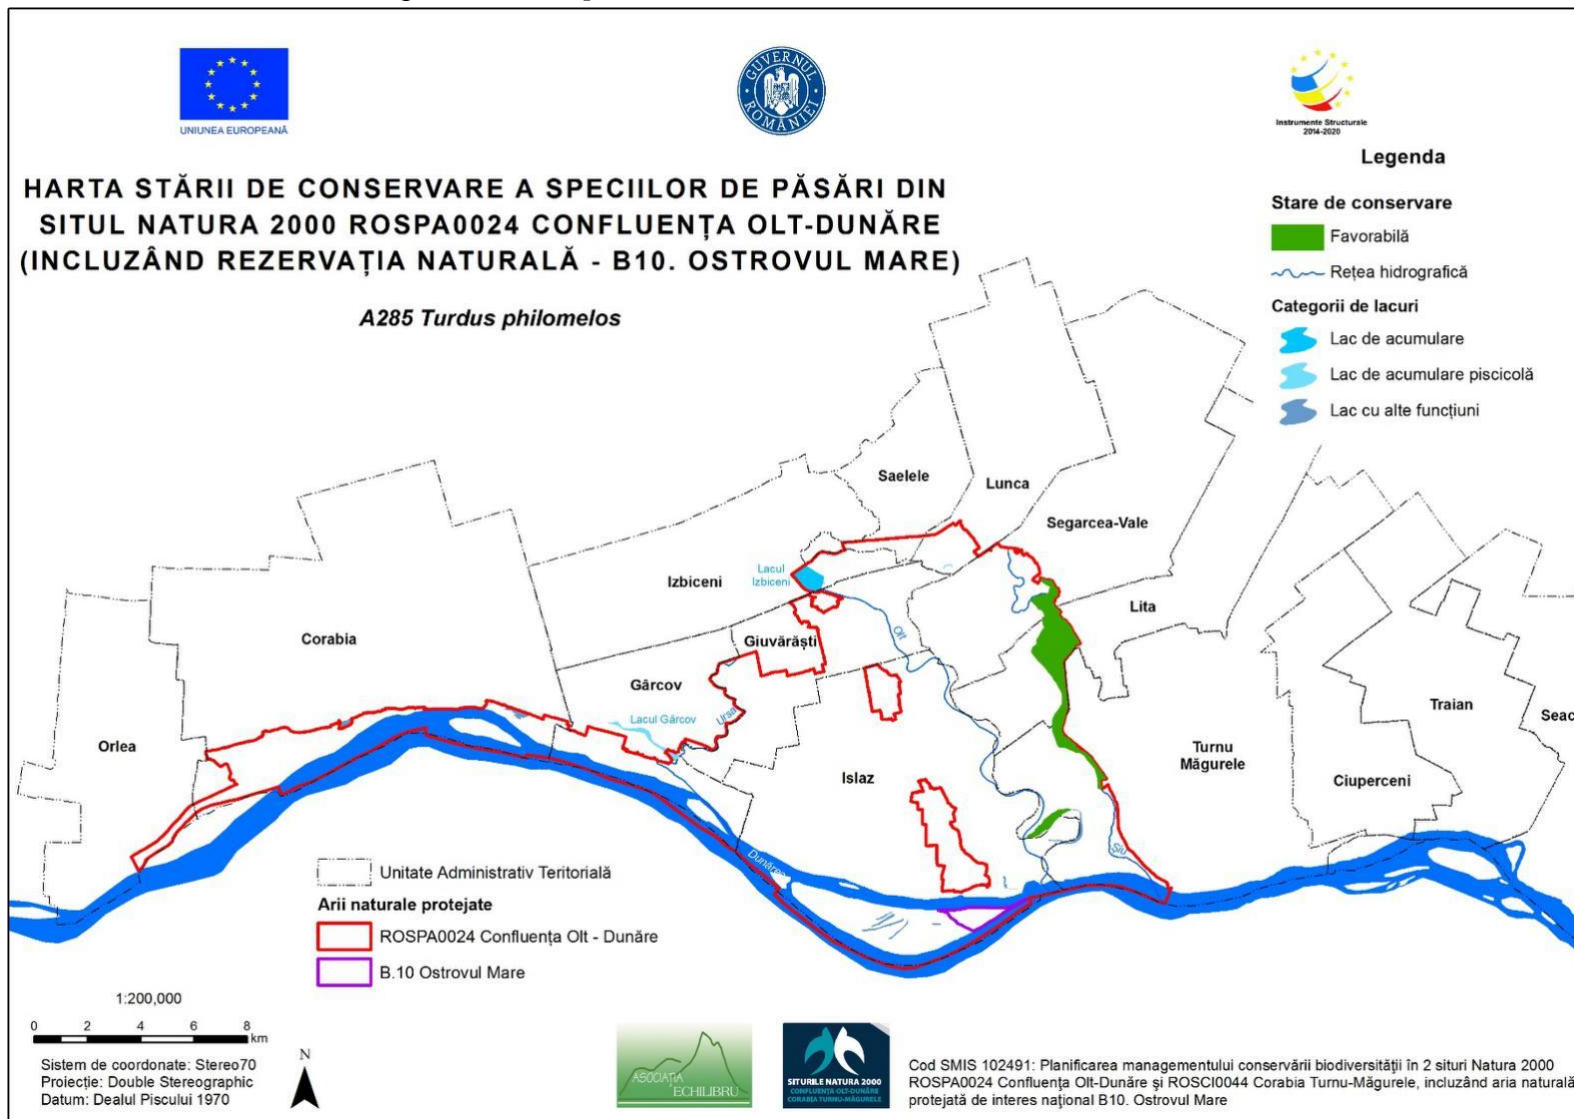 UNIUNEA EUROPEANĂ
GUVERNUL ROMÂNIEI
Instrumente Structurale
2014-2020
HARTA STĂRII DE CONSERVARE A SPECIILOR DE PĂSĂRI DIN
SITUL NATURA 2000 ROSPA0024 CONFLUENȚA OLT-DUNĂRE
(INCLUZÂND REZERVAȚIA NATURALĂ - B10. OSTROVUL MARE)
A285 Turdus philomelos
Legenda
Stare de conservare
Favorabilă
Rețea hidrografică
Categorii de lacuri
Lac de acumulare
Lac de acumulare piscicolă
Lac cu alte funcțiuni
Saelele
Lunca
Segarcea-Vale
Izbiceni
Lacul
Izbiceni
Lita
Corabia
Giuvărăști
Olt
Gârcov
Lacul Gârcov
Ursa
Orlea
Islaz
Turnu
Măgurele
Traian
Seac
Ciuperceni
Dunărea
Siu
Unitate Administrativ Teritorială
Arii naturale protejate
ROSPA0024 Confluența Olt - Dunăre
B.10 Ostrovul Mare
1:200,000
0 2 4 6 8
km
N
Sistem de coordonate: Stereo70
Proiecție: Double Stereographic
Datum: Dealul Piscului 1970
ASOCIAȚIA
ECHILIBRU
SITURILE NATURA 2000
CONFLUENȚA OLT-DUNĂRE
CORABIA TURNU-MĂGURELE
Cod SMIS 102491: Planificarea managementului conservării biodiversităţii în 2 situri Natura 2000
ROSPA0024 Confluenţa Olt-Dunăre şi ROSCI0044 Corabia Turnu-Măgurele, incluzând aria naturală
protejată de interes naţional B10. Ostrovul Mare